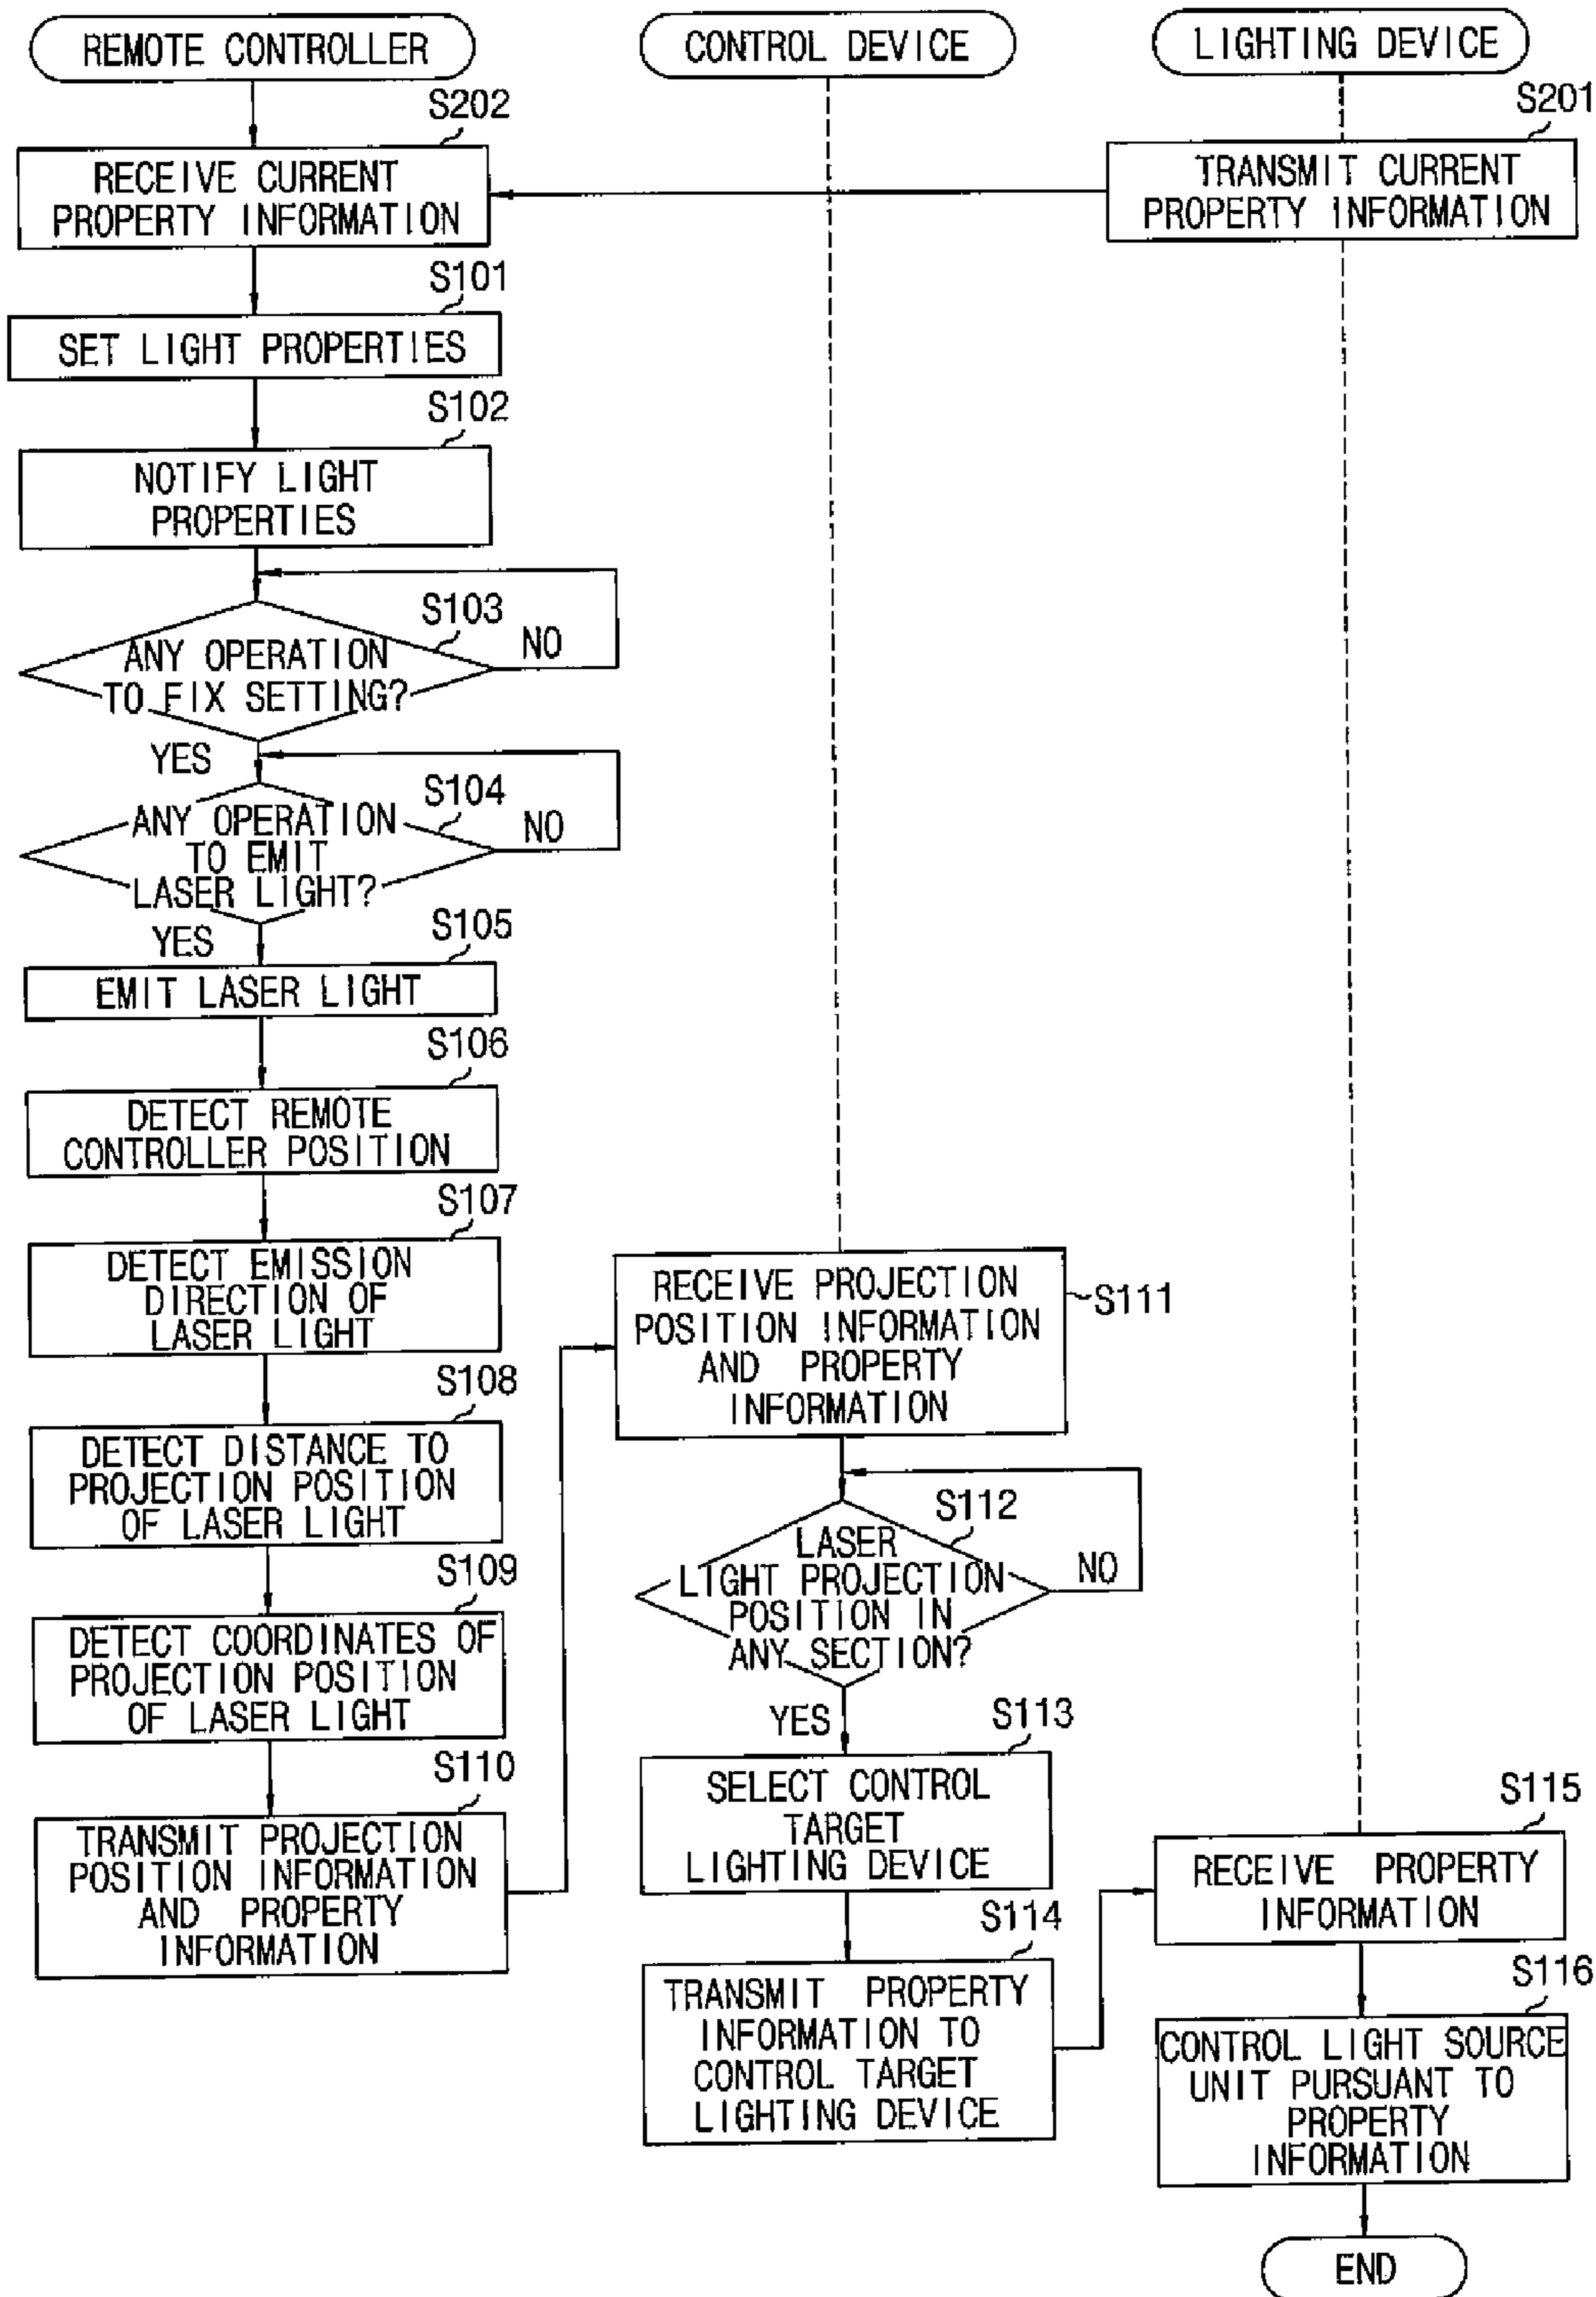 REMOTE CONTROLLER
CONTROL DEVICE
LIGHTING DEVICE
S202
RECEIVE CURRENT
PROPERTY INFORMATION
S201
TRANSMIT CURRENT
PROPERTY INFORMATION
S101
SET LIGHT PROPERTIES
S102
NOTIFY LIGHT
PROPERTIES
S103
ANY OPERATION
TO FIX SETTING?
NO
YES
S104
ANY OPERATION
TO EMIT
LASER LIGHT?
NO
YES
S105
EMIT LASER LIGHT
S106
DETECT REMOTE
CONTROLLER POSITION
S107
DETECT EMISSION
DIRECTION OF
LASER LIGHT
S108
DETECT DISTANCE TO
PROJECTION POSITION
OF LASER LIGHT
S109
DETECT COORDINATES OF
PROJECTION POSITION
OF LASER LIGHT
S110
TRANSMIT PROJECTION
POSITION INFORMATION
AND PROPERTY
INFORMATION
RECEIVE PROJECTION
POSITION INFORMATION
AND PROPERTY
INFORMATION
S111
S112
LASER
LIGHT PROJECTION
POSITION IN
ANY SECTION?
NO
YES
S113
SELECT CONTROL
TARGET
LIGHTING DEVICE
S114
TRANSMIT PROPERTY
INFORMATION TO
CONTROL TARGET
LIGHTING DEVICE
S115
RECEIVE PROPERTY
INFORMATION
S116
CONTROL LIGHT SOURCE
UNIT PURSUANT TO
PROPERTY
INFORMATION
END